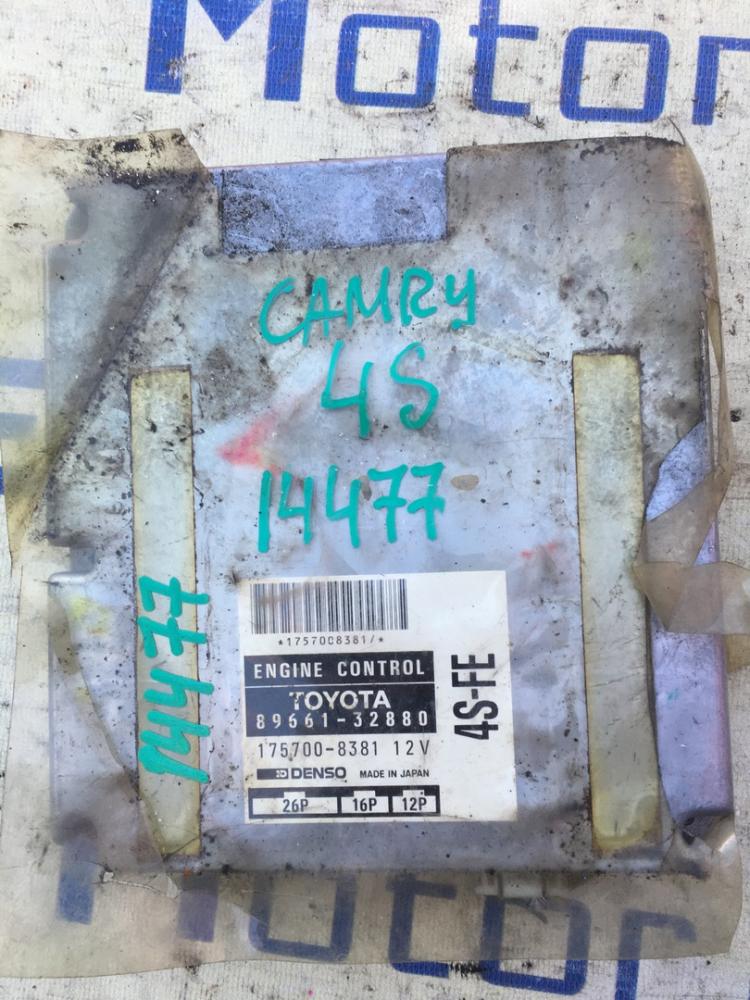 Motor
CAMRY
4S
14477
14477
*1757008381/*
ENGINE CONTROL
TOYOTA
89661-32880
175700-8381 12V
DENSO MADE IN JAPAN
26P 16P 12P
4S-FE
Motor